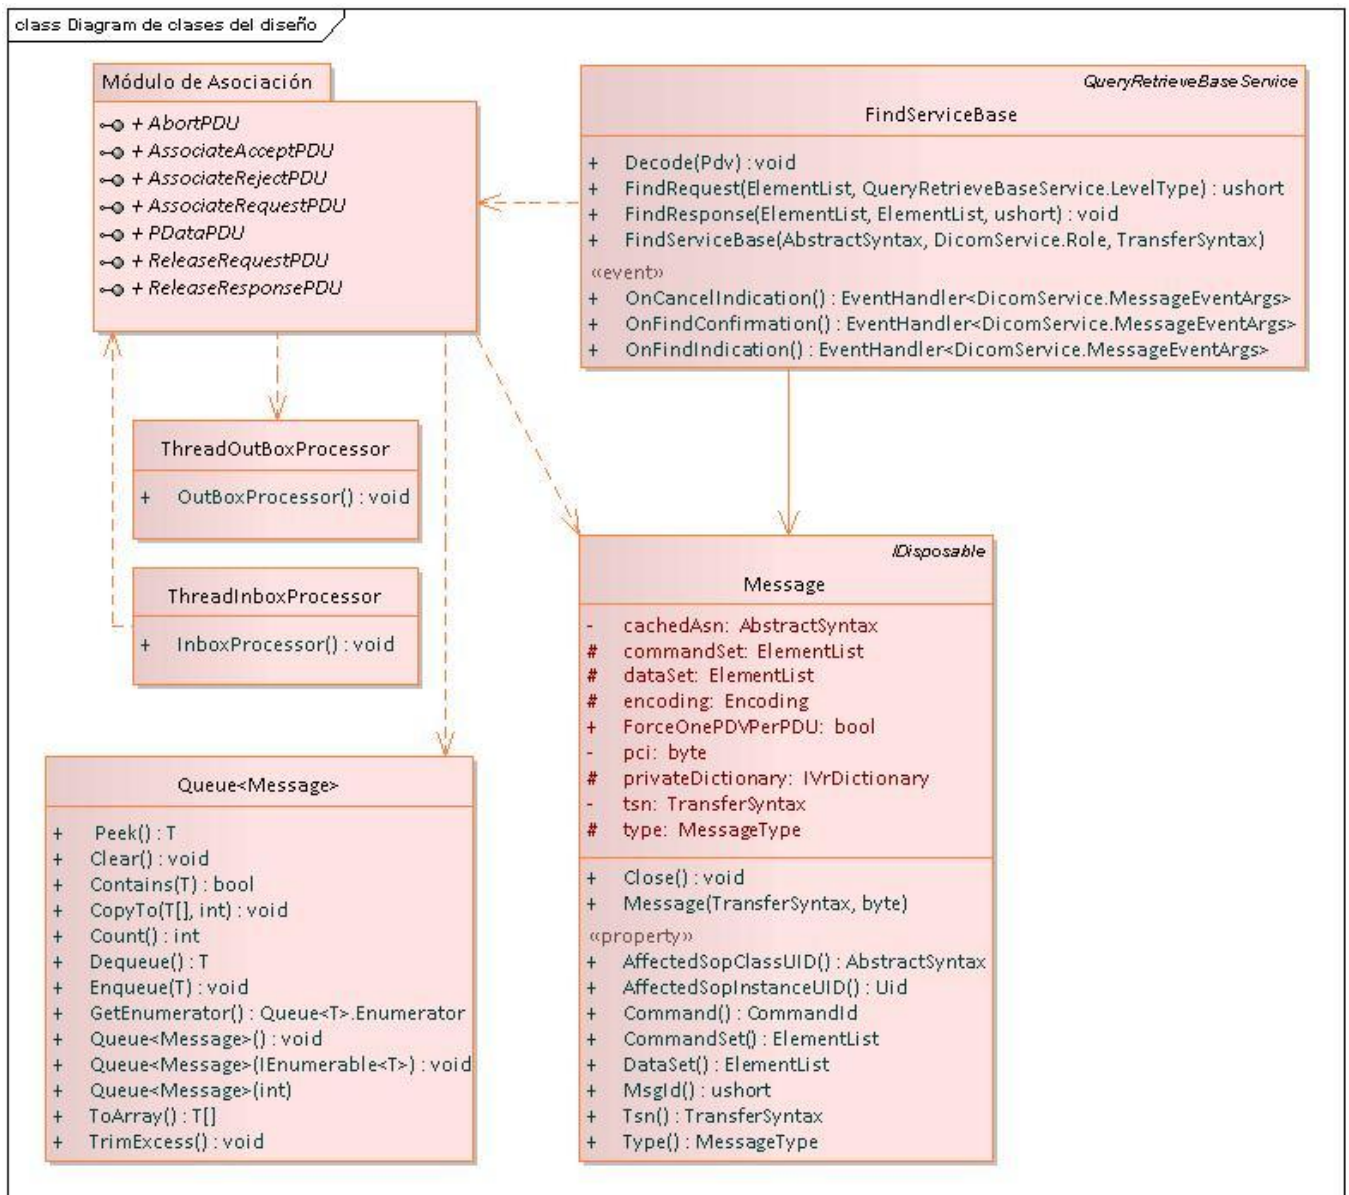 class Diagram de clases del diseño
Módulo de Asociación
+ AbortPDU
+ AssociateAcceptPDU
+ AssociateRejectPDU
+ AssociateRequestPDU
+ PDataPDU
+ ReleaseRequestPDU
+ ReleaseResponsePDU
QueryRetrieveBaseService
FindServiceBase
+ Decode(Pdv) : void
+ FindRequest(ElementList, QueryRetrieveBaseService.LevelType) : ushort
+ FindResponse(ElementList, ElementList, ushort) : void
+ FindServiceBase(AbstractSyntax, DicomService.Role, TransferSyntax)
«event»
+ OnCancelIndication() : EventHandler<DicomService.MessageEventArgs>
+ OnFindConfirmation() : EventHandler<DicomService.MessageEventArgs>
+ OnFindIndication() : EventHandler<DicomService.MessageEventArgs>
ThreadOutBoxProcessor
+ OutBoxProcessor() : void
ThreadInboxProcessor
+ InboxProcessor() : void
Queue<Message>
+ Peek() : T
+ Clear() : void
+ Contains(T) : bool
+ CopyTo(T[], int) : void
+ Count() : int
+ Dequeue() : T
+ Enqueue(T) : void
+ GetEnumerator() : Queue<T>.Enumerator
+ Queue<Message>() : void
+ Queue<Message>(IEnumerable<T>) : void
+ Queue<Message>(int)
+ ToArray() : T[]
+ TrimExcess() : void
IDisposable
Message
- cachedAsn: AbstractSyntax
# commandSet: ElementList
# dataSet: ElementList
# encoding: Encoding
+ ForceOnePDVPerPDU: bool
- pci: byte
# privateDictionary: IVrDictionary
- tsn: TransferSyntax
# type: MessageType
+ Close() : void
+ Message(TransferSyntax, byte)
«property»
+ AffectedSopClassUID() : AbstractSyntax
+ AffectedSopInstanceUID() : Uid
+ Command() : CommandId
+ CommandSet() : ElementList
+ DataSet() : ElementList
+ MsgId() : ushort
+ Tsn() : TransferSyntax
+ Type() : MessageType